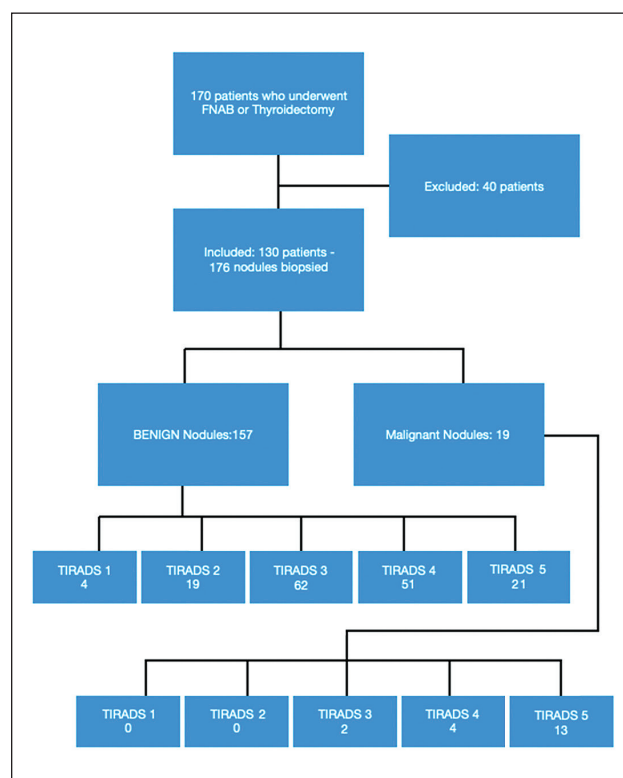 170 patients who underwent
FNAB or Thyroidectomy
Excluded: 40 patients
Included: 130 patients -
176 nodules biopsied
BENIGN Nodules:157
Malignant Nodules: 19
TIRADS 1
4
TIRADS 2
19
TIRADS 3
62
TIRADS 4
51
TIRADS 5
21
TIRADS 1
0
TIRADS 2
0
TIRADS 3
2
TIRADS 4
4
TIRADS 5
13